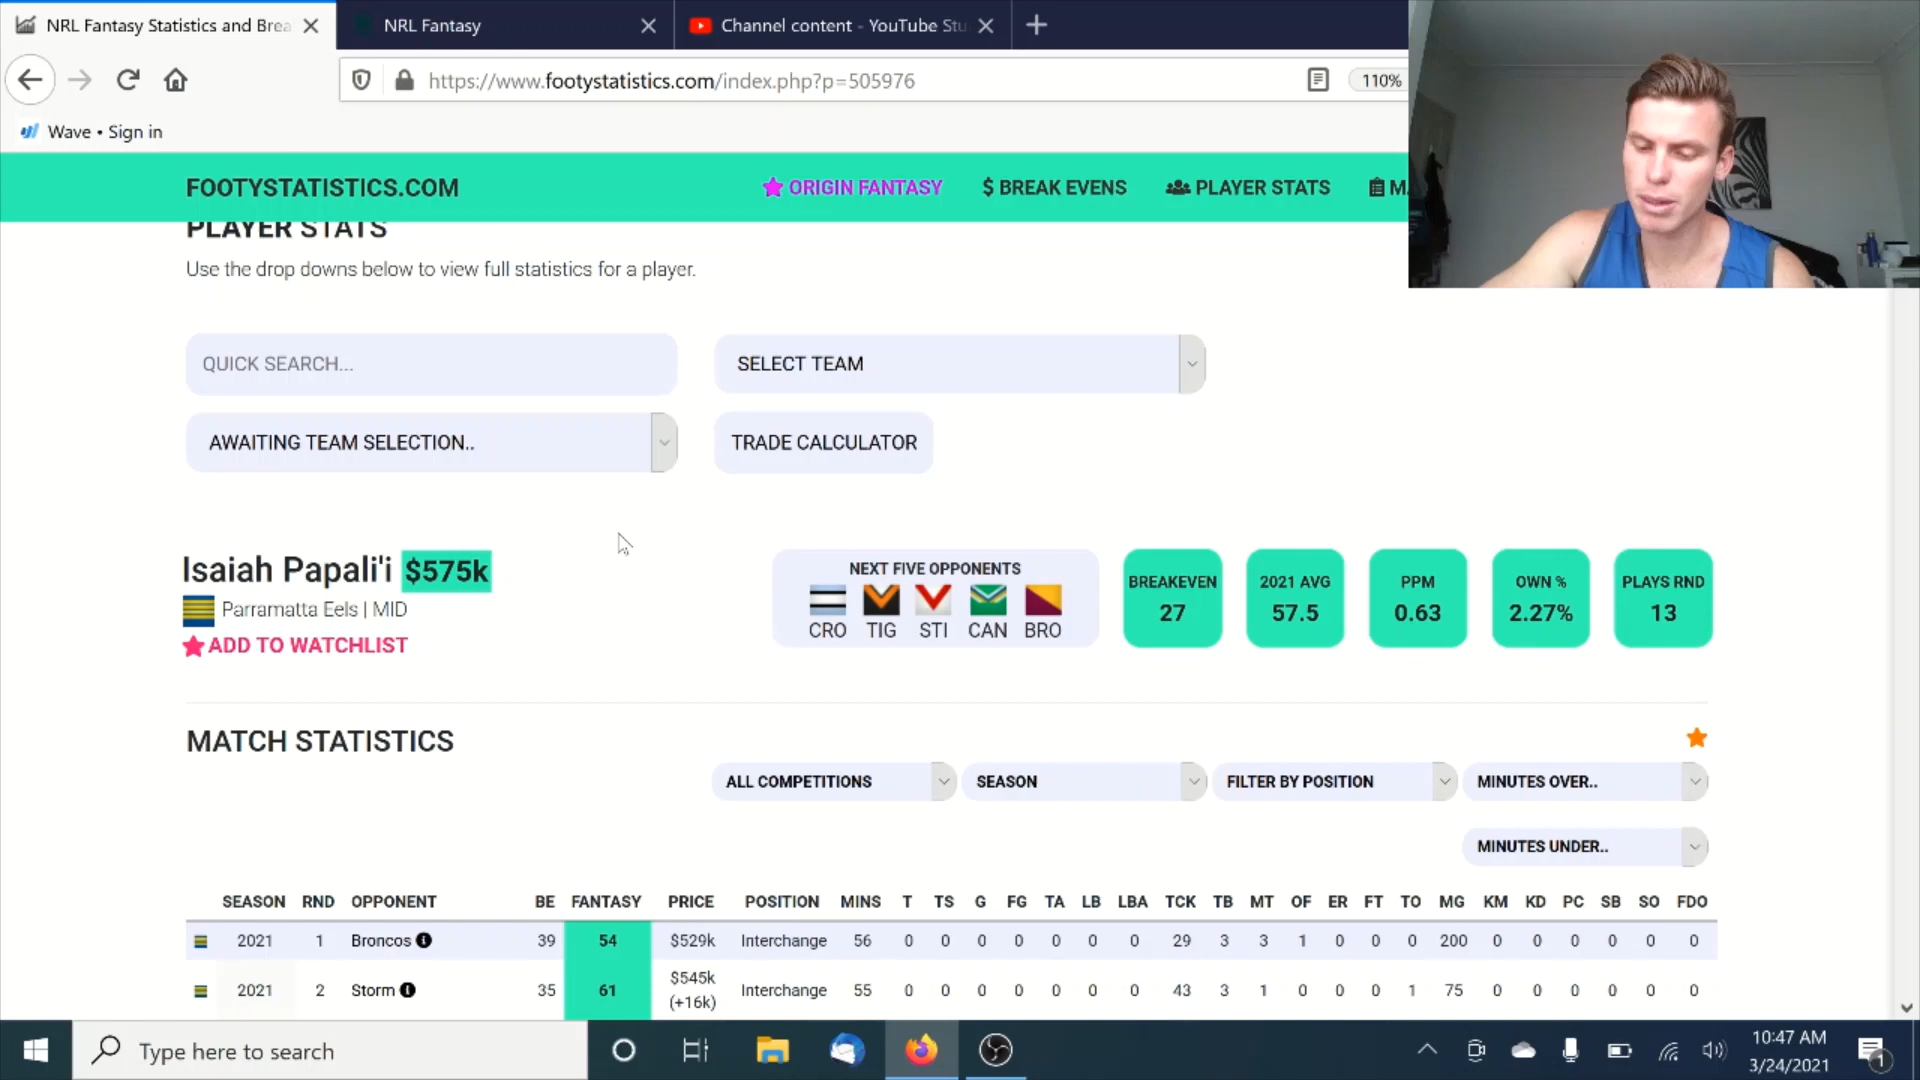 NRL Fantasy Statistics and Brea
NRL Fantasy
Channel content - YouTube Stu
https://www.footystatistics.com/index.php?p=505976
110%
Wave • Sign in
FOOTYSTATISTICS.COM
ORIGIN FANTASY
$ BREAK EVENS
PLAYER STATS
M
PLAYER STATS
Use the drop downs below to view full statistics for a player.
QUICK SEARCH...
SELECT TEAM
AWAITING TEAM SELECTION..
TRADE CALCULATOR
Isaiah Papali'i $575k
Parramatta Eels | MID
ADD TO WATCHLIST
NEXT FIVE OPPONENTS
CRO TIG STI CAN BRO
BREAKEVEN
27
2021 AVG
57.5
PPM
0.63
OWN %
2.27%
PLAYS RND
13
MATCH STATISTICS
ALL COMPETITIONS
SEASON
FILTER BY POSITION
MINUTES OVER..
MINUTES UNDER..
SEASON RND OPPONENT BE FANTASY PRICE POSITION MINS T TS G FG TA LB LBA TCK TB MT OF ER FT TO MG KM KD PC SB SO FDO
2021 1 Broncos 39 54 $529k Interchange 56 0 0 0 0 0 0 0 29 3 3 1 0 0 0 200 0 0 0 0 0 0
2021 2 Storm 35 61 $545k (+16k) Interchange 55 0 0 0 0 0 0 0 43 3 1 0 0 0 1 75 0 0 0 0 0 0
Type here to search
10:47 AM
3/24/2021
1